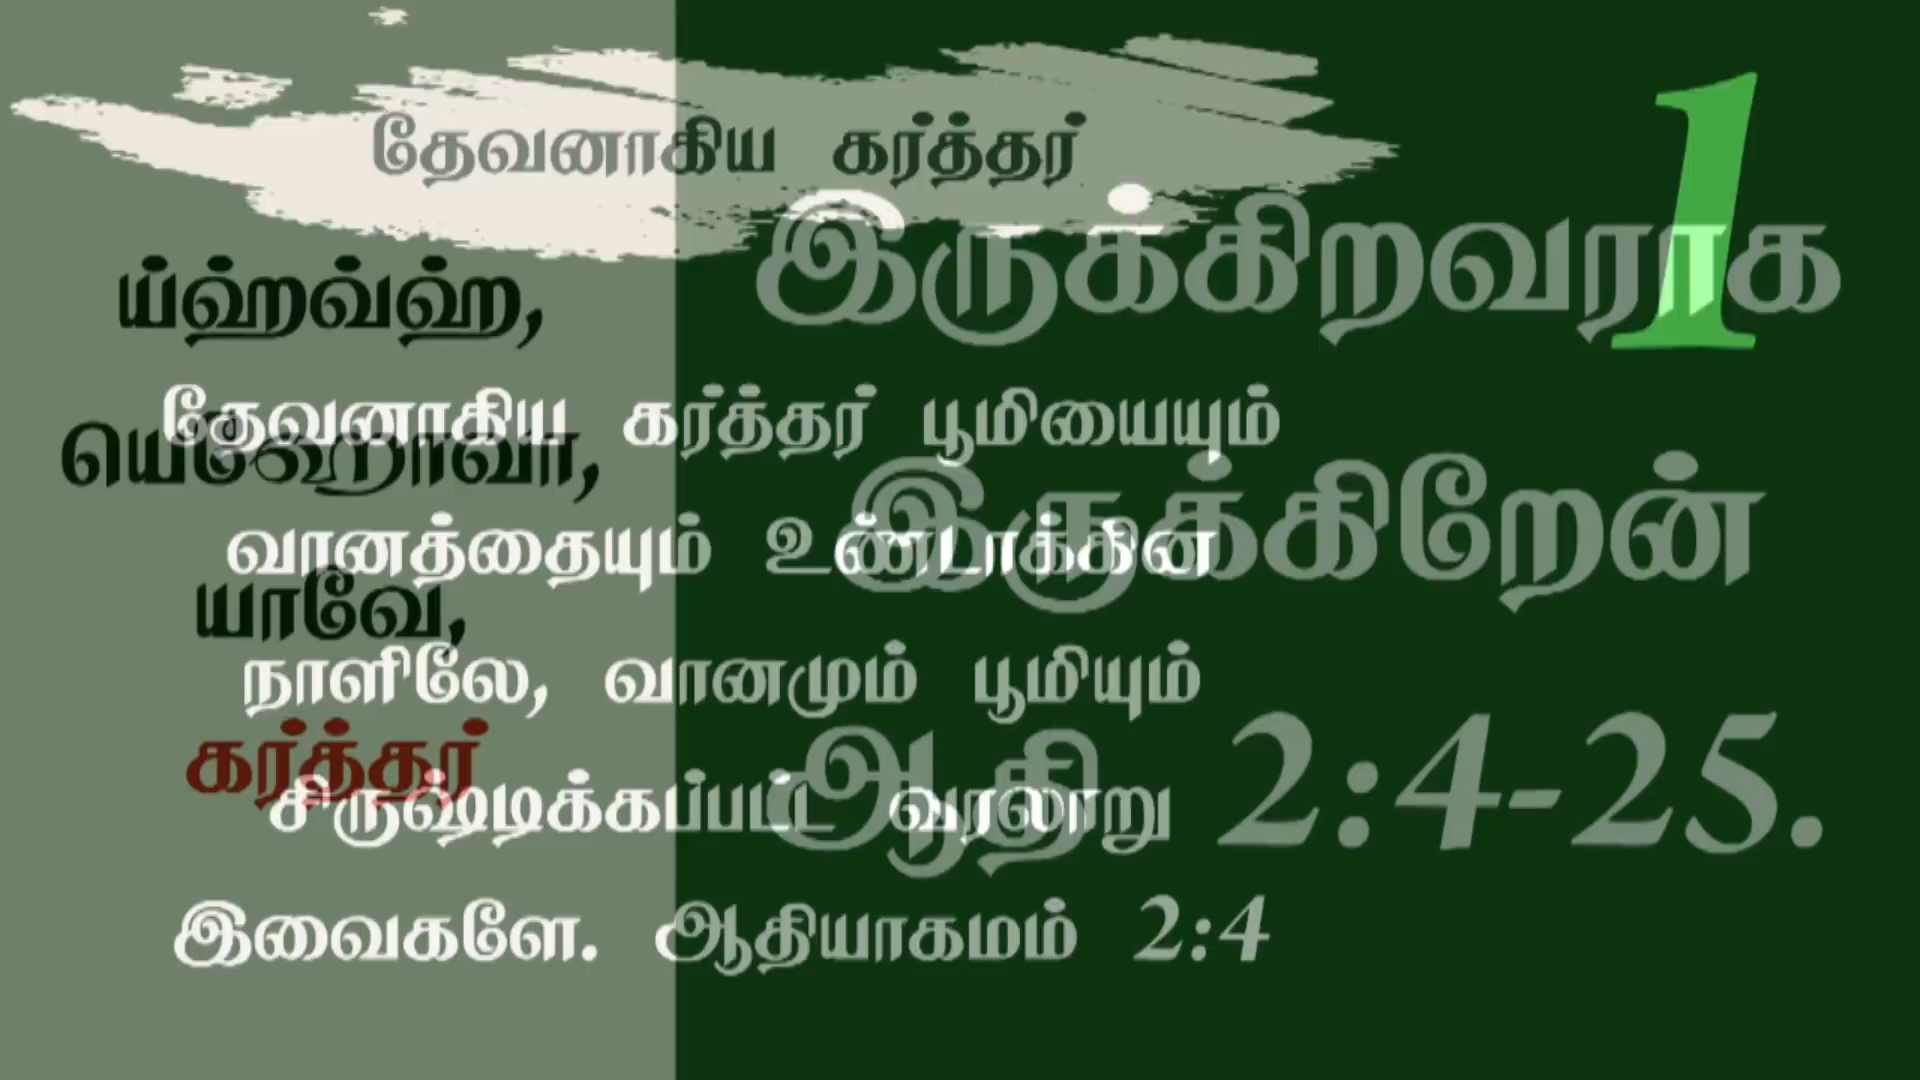 தேவனாகிய கர்த்தர்
1
ய்ஹ்வ்ஹ,
யெஹோவா,
யாவே,
கர்த்தர்
இருக்கிறவராக
இருக்கிறேன்
ஆதி 2:4-25.
தேவனாகிய கர்த்தர் பூமியையும்
வானத்தையும் உண்டாக்கின
நாளிலே, வானமும் பூமியும்
சிருஷ்டிக்கப்பட்ட வரலாறு
இவைகளே. ஆதியாகமம் 2:4